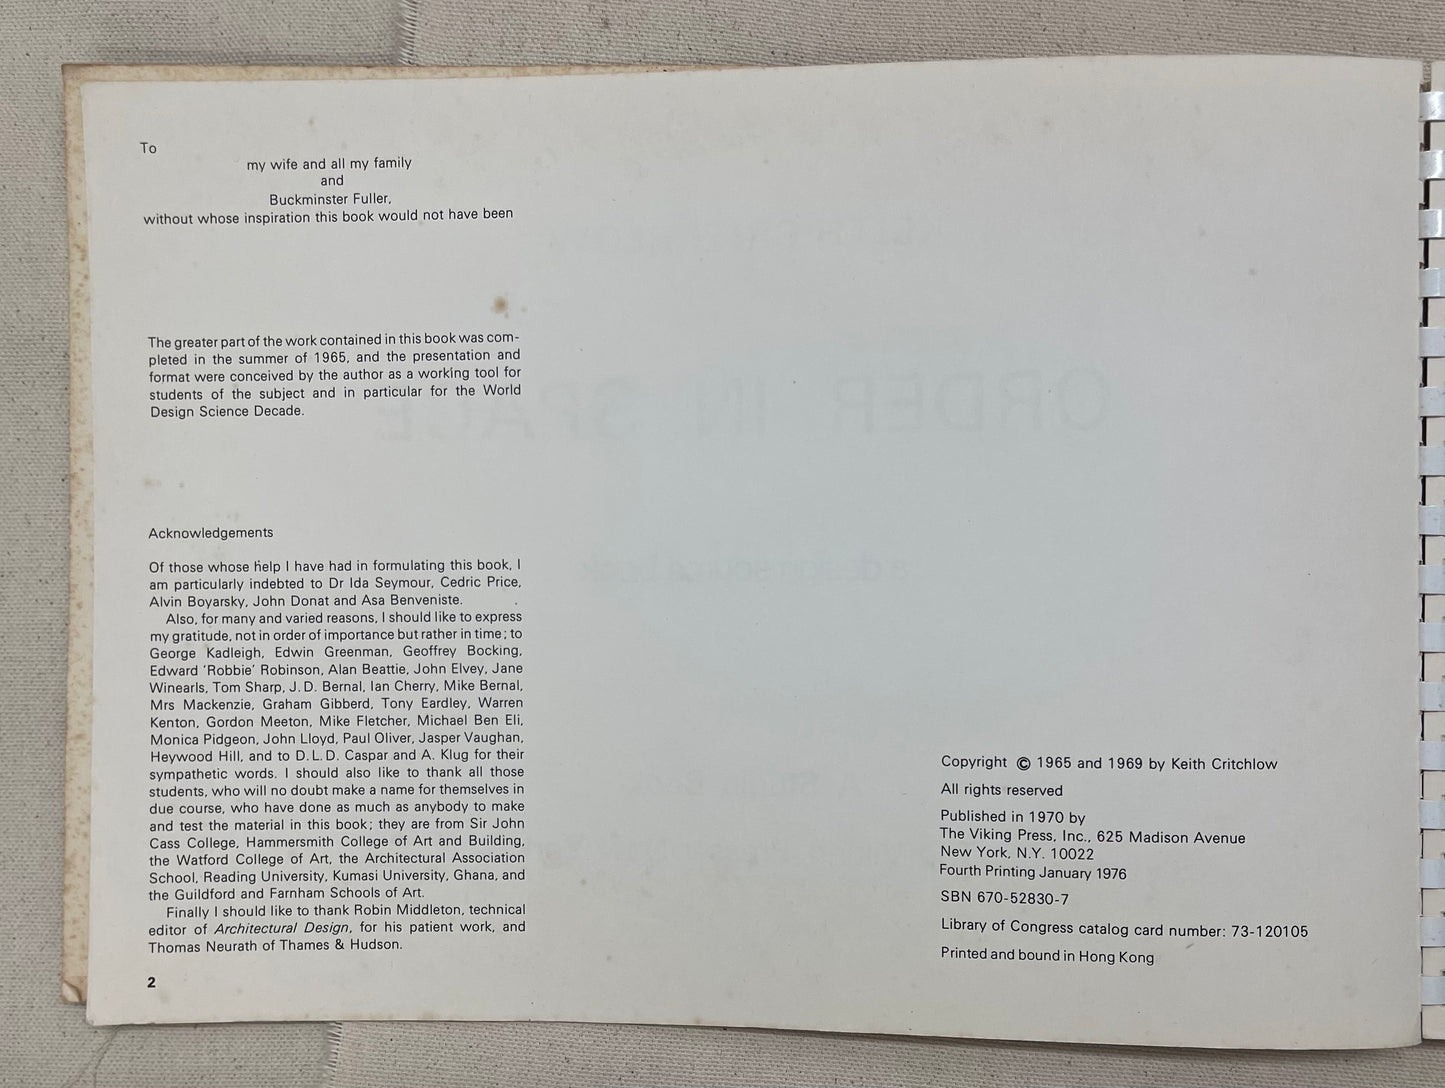 To
my wife and all my family
and
Buckminster Fuller,
without whose inspiration this book would not have been
The greater part of the work contained in this book was com-
pleted in the summer of 1965, and the presentation and
format were conceived by the author as a working tool for
students of the subject and in particular for the World
Design Science Decade.
Acknowledgements
Of those whose help I have had in formulating this book, I
am particularly indebted to Dr Ida Seymour, Cedric Price,
Alvin Boyarsky, John Donat and Asa Benveniste.
Also, for many and varied reasons, I should like to express
my gratitude, not in order of importance but rather in time; to
George Kadleigh, Edwin Greenman, Geoffrey Bocking,
Edward ‘Robbie’ Robinson, Alan Beattie, John Elvey, Jane
Winearls, Tom Sharp, J.D. Bernal, Ian Cherry, Mike Bernal,
Mrs Mackenzie, Graham Gibberd, Tony Eardley, Warren
Kenton, Gordon Meeton, Mike Fletcher, Michael Ben Eli,
Monica Pidgeon, John Lloyd, Paul Oliver, Jasper Vaughan,
Heywood Hill, and to D.L.D. Caspar and A. Klug for their
sympathetic words. I should also like to thank all those
students, who will no doubt make a name for themselves in
due course, who have done as much as anybody to make
and test the material in this book; they are from Sir John
Cass College, Hammersmith College of Art and Building,
the Watford College of Art, the Architectural Association
School, Reading University, Kumasi University, Ghana, and
the Guildford and Farnham Schools of Art.
Finally I should like to thank Robin Middleton, technical
editor of Architectural Design, for his patient work, and
Thomas Neurath of Thames & Hudson.
2
Copyright © 1965 and 1969 by Keith Critchlow
All rights reserved
Published in 1970 by
The Viking Press, Inc., 625 Madison Avenue
New York, N.Y. 10022
Fourth Printing January 1976
SBN 670-52830-7
Library of Congress catalog card number: 73-120105
Printed and bound in Hong Kong
ORDER IN SPACE